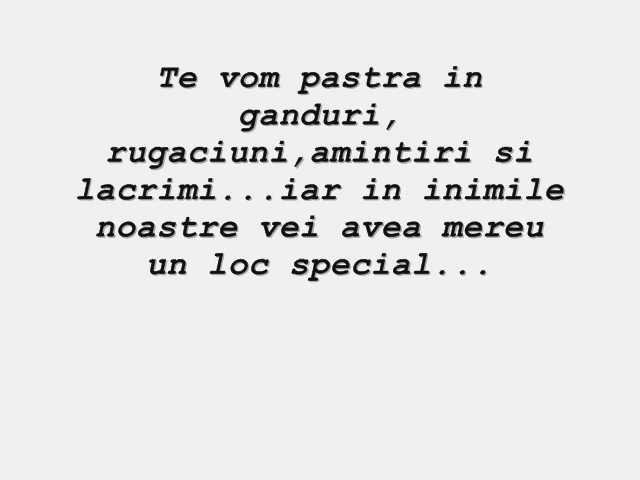 Te vom pastra in
ganduri,
rugaciuni,amintiri si
lacrimi...iar in inimile
noastre vei avea mereu
un loc special...